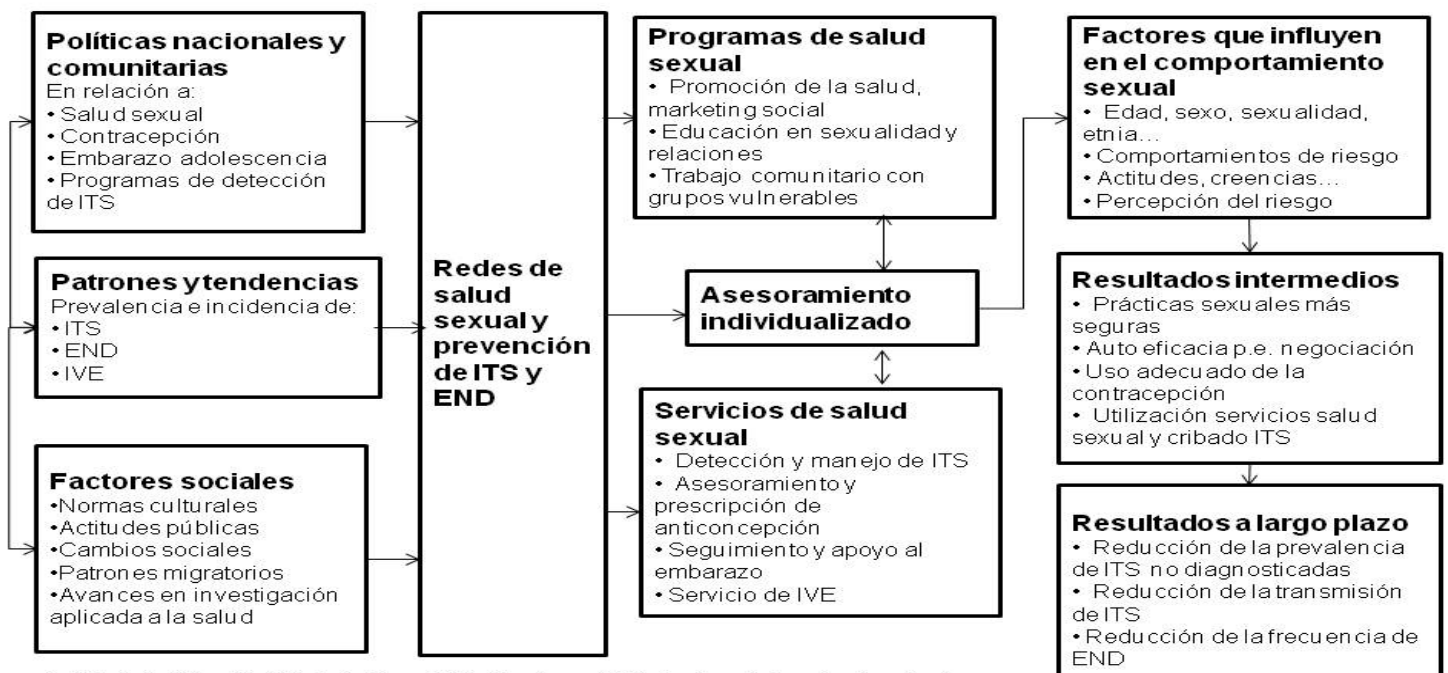 Políticas nacionales y
comunitarias
En relación a:
• Salud sexual
• Contracepción
• Embarazo adolescencia
• Programas de detección
de ITS
Patrones y tendencias
Prevalencia e incidencia de:
• ITS
• END
• IVE
Factores sociales
•Normas culturales
•Actitudes públicas
•Cambios sociales
•Patrones migratorios
•Avances en investigación
aplicada a la salud
Redes de
salud
sexual y
prevención
de ITS y
END
Programas de salud
sexual
• Promoción de la salud,
marketing social
• Educación en sexualidad y
relaciones
• Trabajo comunitario con
grupos vulnerables
Asesoramiento
individualizado
Servicios de salud
sexual
• Detección y manejo de ITS
• Asesoramiento y
prescripción de
anticoncepción
• Seguimiento y apoyo al
embarazo
• Servicio de IVE
Factores que influyen
en el comportamiento
sexual
• Edad, sexo, sexualidad,
etnia...
• Comportamientos de riesgo
• Actitudes, creencias...
• Percepción del riesgo
Resultados intermedios
• Prácticas sexuales más
seguras
• Auto eficacia p.e. negociación
• Uso adecuado de la
contracepción
• Utilización servicios salud
sexual y cribado ITS
Resultados a largo plazo
• Reducción de la prevalencia
de ITS no diagnosticadas
• Reducción de la transmisión
de ITS
• Reducción de la frecuencia de
END